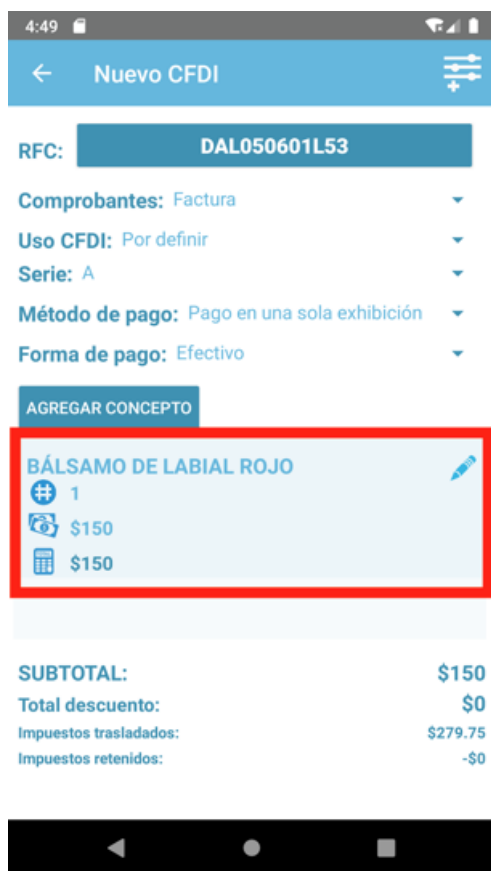 4:49
Nuevo CFDI
RFC: DAL050601L53
Comprobantes: Factura
Uso CFDI: Por definir
Serie: A
Método de pago: Pago en una sola exhibición
Forma de pago: Efectivo
AGREGAR CONCEPTO
BÁLSAMO DE LABIAL ROJO
# 1
$150
$150
SUBTOTAL: $150
Total descuento: $0
Impuestos trasladados: $279.75
Impuestos retenidos: -$0